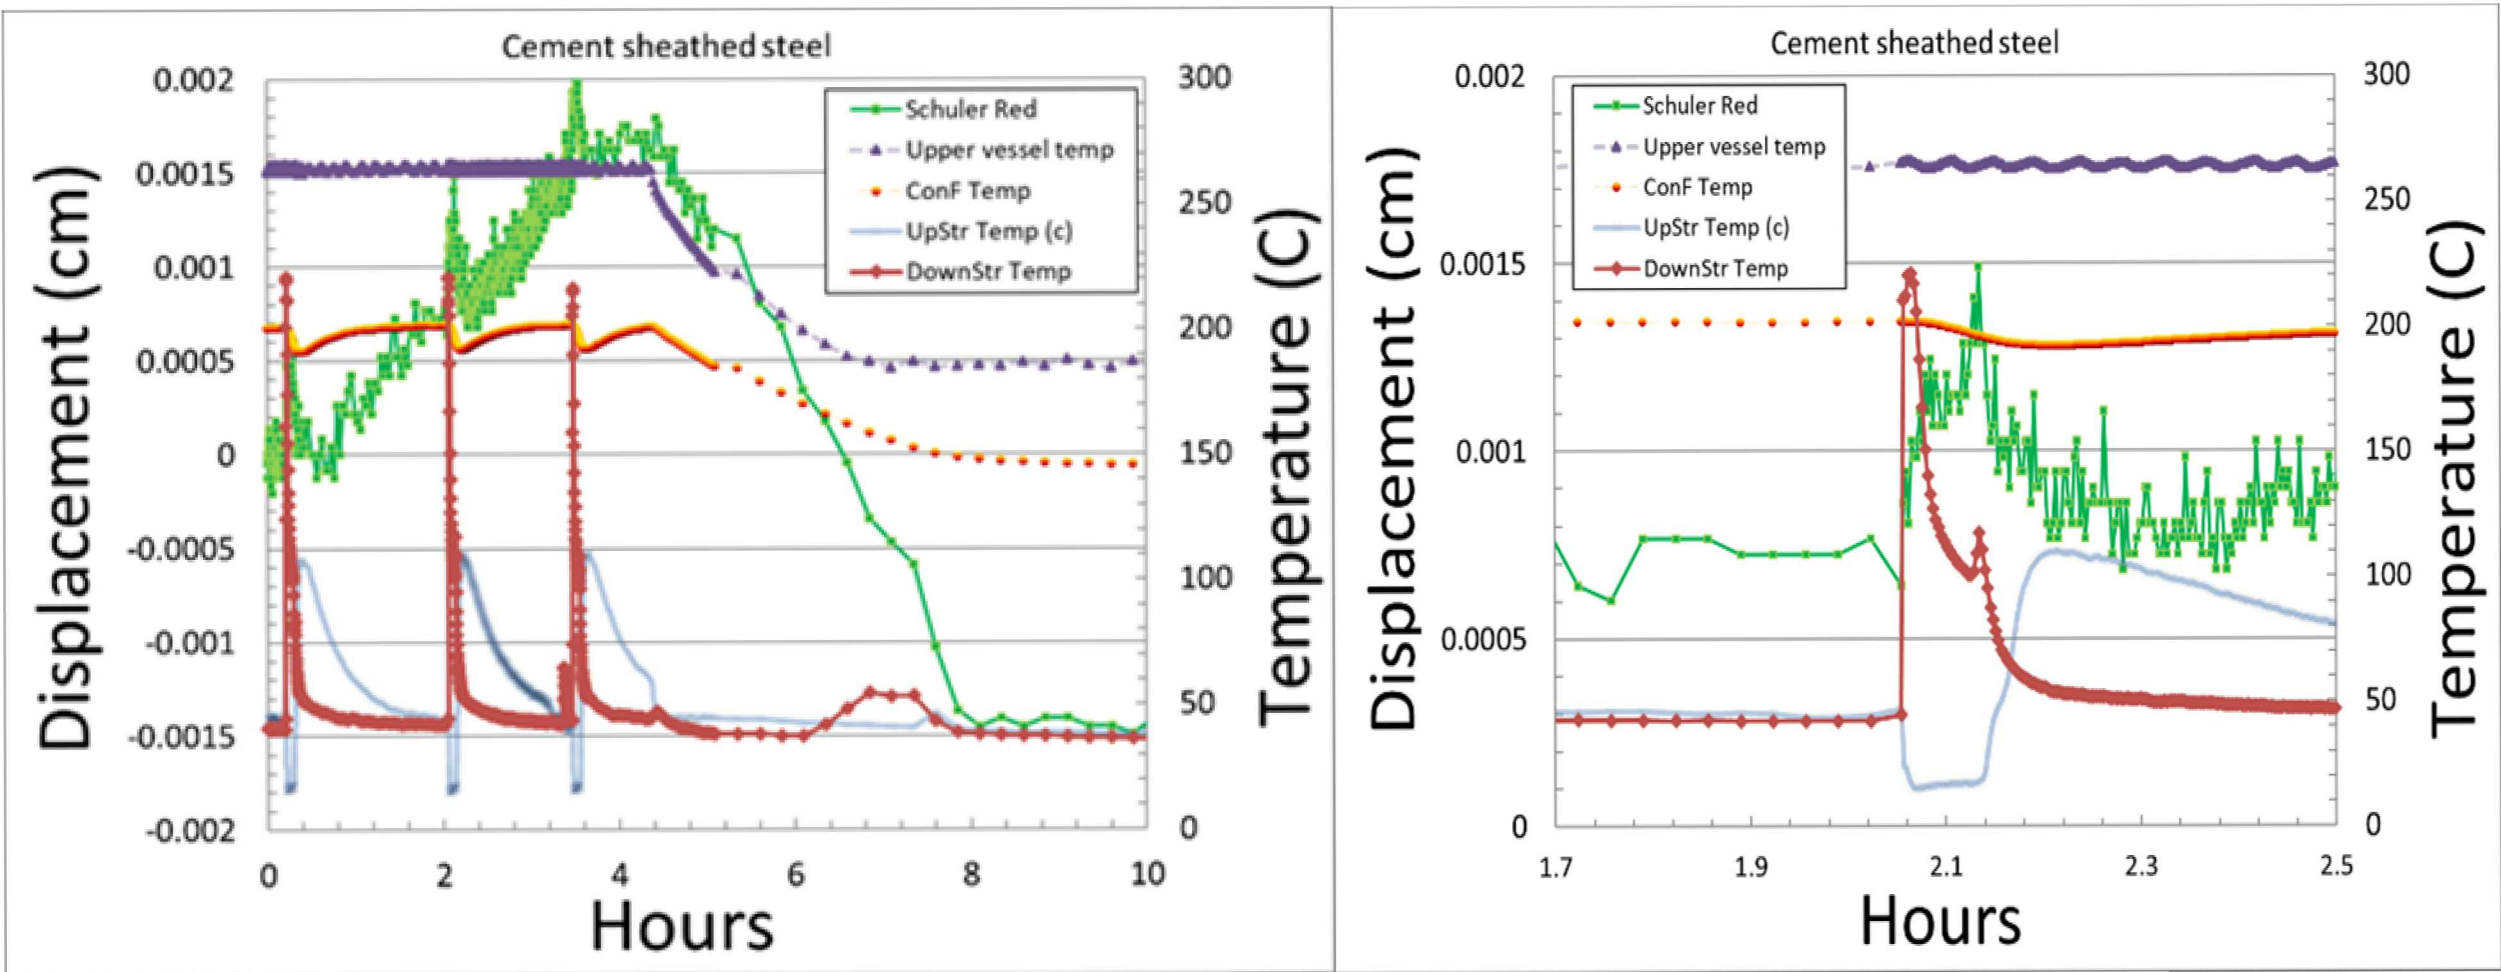 Cement sheathed steel
Displacement (cm)
0.002
0.0015
0.001
0.0005
0
-0.0005
-0.001
-0.0015
-0.002
Schuler Red
Upper vessel temp
ConF Temp
UpStr Temp (c)
DownStr Temp
300
250
200
150
100
50
0
Temperature (C)
0 2 4 6 8 10
Hours
Cement sheathed steel
Displacement (cm)
0.002
0.0015
0.001
0.0005
0
Schuler Red
Upper vessel temp
ConF Temp
UpStr Temp (c)
DownStr Temp
300
250
200
150
100
50
0
Temperature (C)
1.7 1.9 2.1 2.3 2.5
Hours